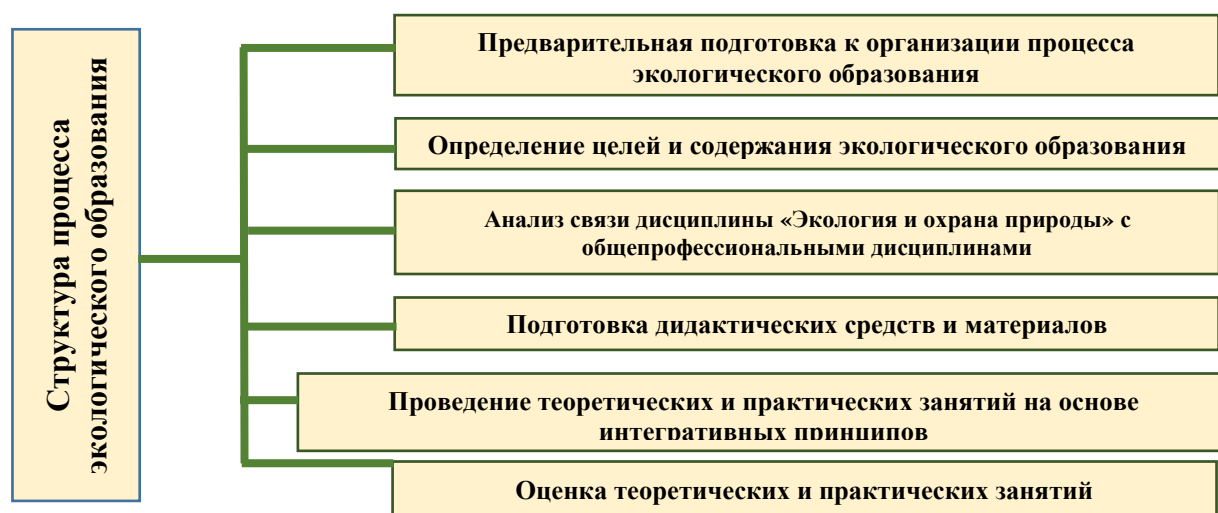 Структура процесса
экологического образования
Предварительная подготовка к организации процесса
экологического образования
Определение целей и содержания экологического образования
Анализ связи дисциплины «Экология и охрана природы» с
общепрофессиональными дисциплинами
Подготовка дидактических средств и материалов
Проведение теоретических и практических занятий на основе
интегративных принципов
Оценка теоретических и практических занятий